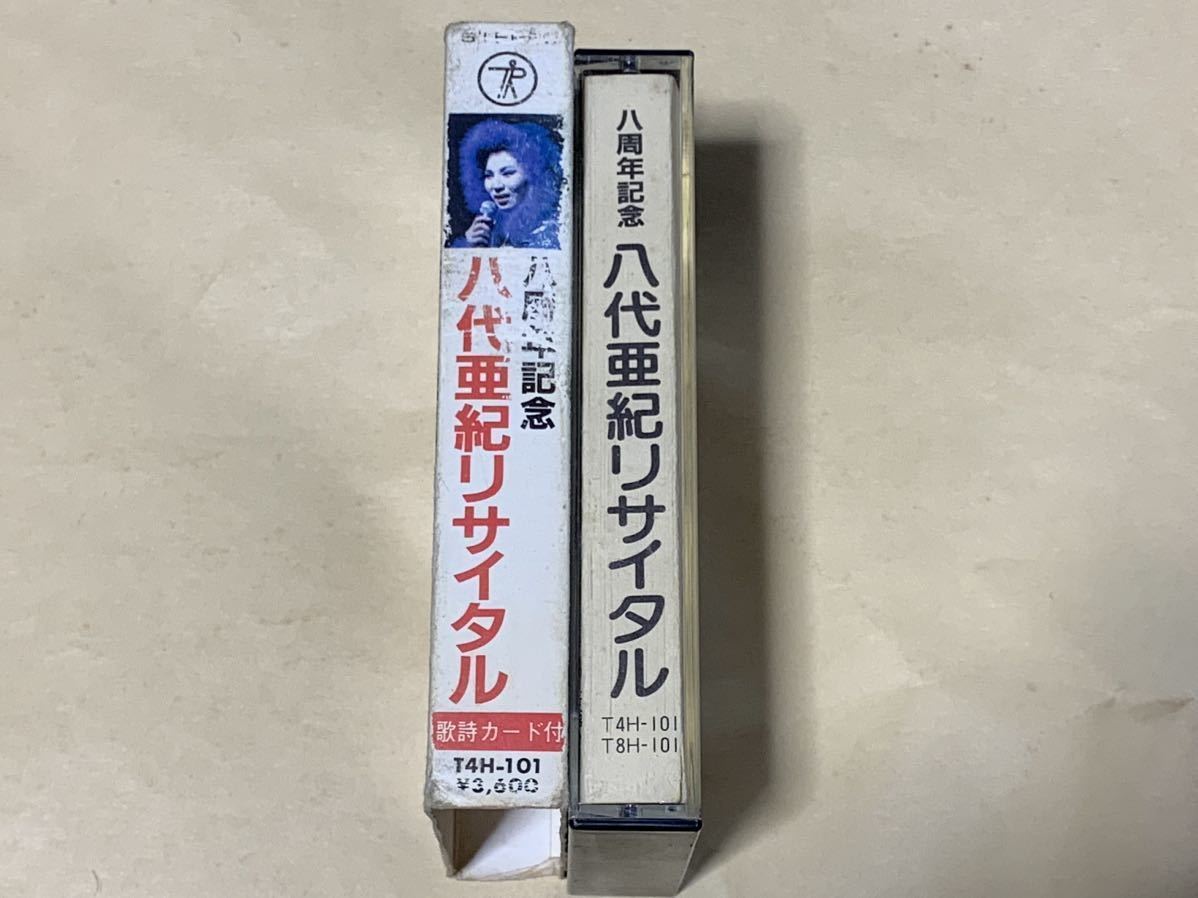 八周年記念
八代亜紀リサイタル
歌詩カード付
T4H-101
¥3,600
八周年記念 八代亜紀リサイタル
T4H-101
T8H-101